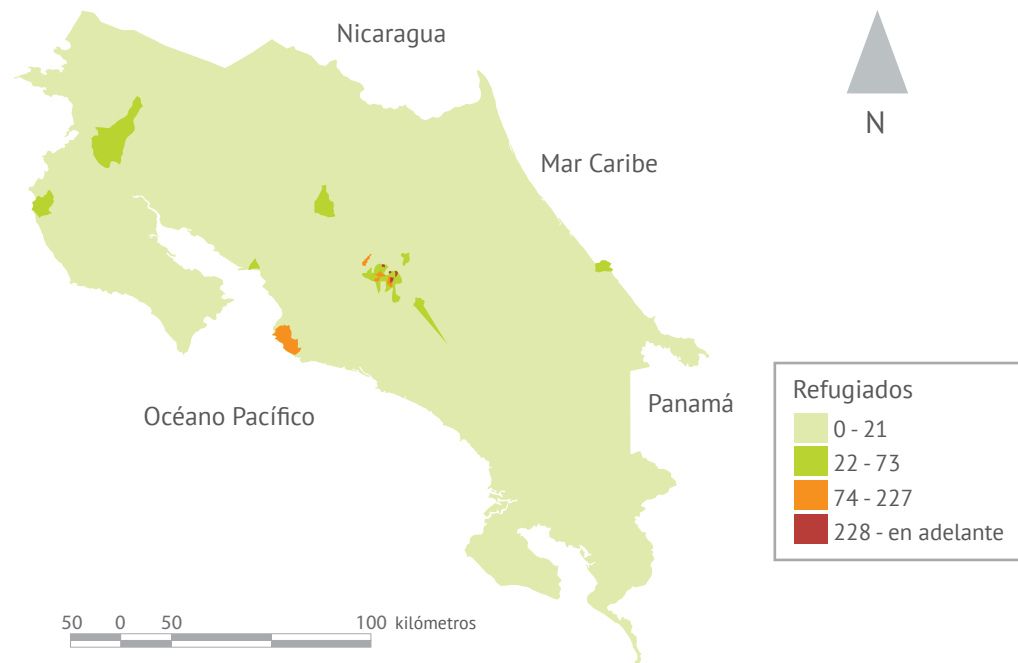 Nicaragua
N
Mar Caribe
Océano Pacífico
Panamá
Refugiados
0 - 21
22 - 73
74 - 227
228 - en adelante
50 0 50 100 kilómetros